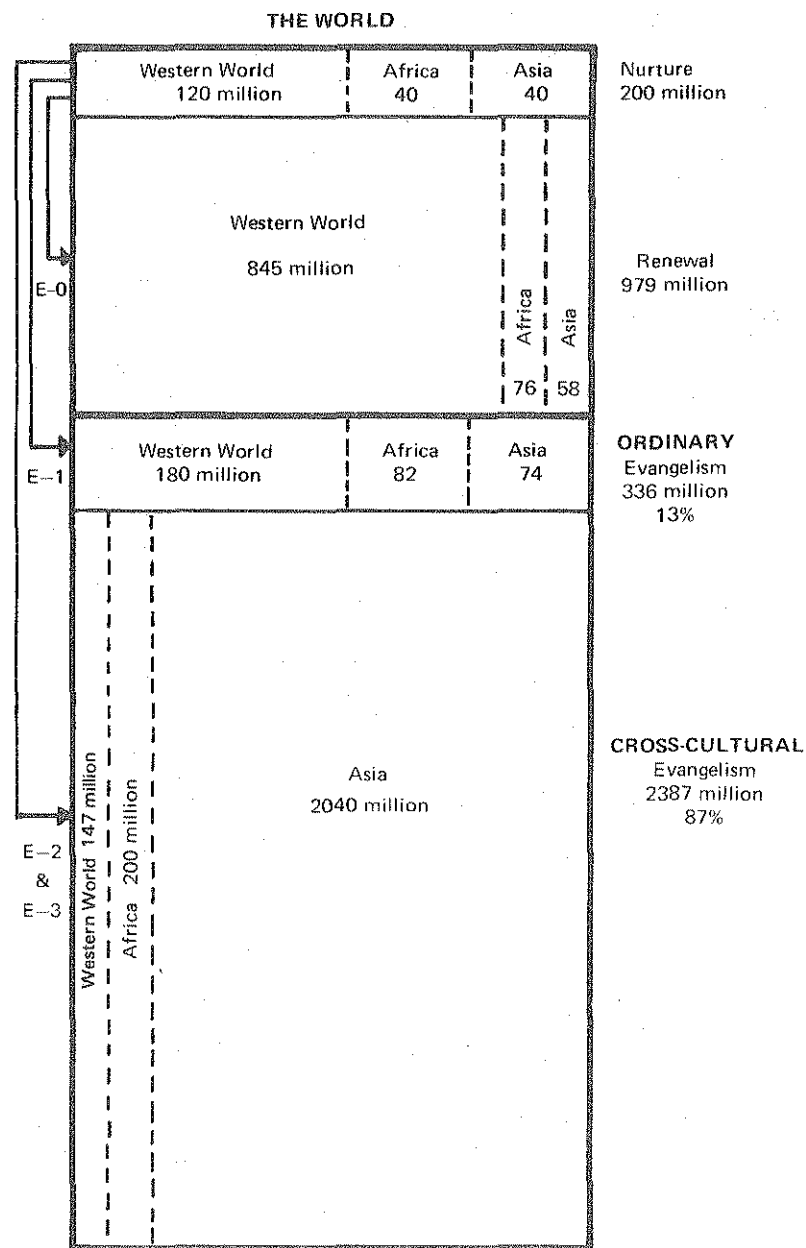 THE WORLD
Western World
120 million
Africa
40
Asia
40
Nurture
200 million
Western World
845 million
Africa
76
Asia
58
Renewal
979 million
E-0
Western World
180 million
Africa
82
Asia
74
ORDINARY
Evangelism
336 million
13%
E-1
Western World 147 million
Africa 200 million
Asia
2040 million
CROSS-CULTURAL
Evangelism
2387 million
87%
E-2
&
E-3